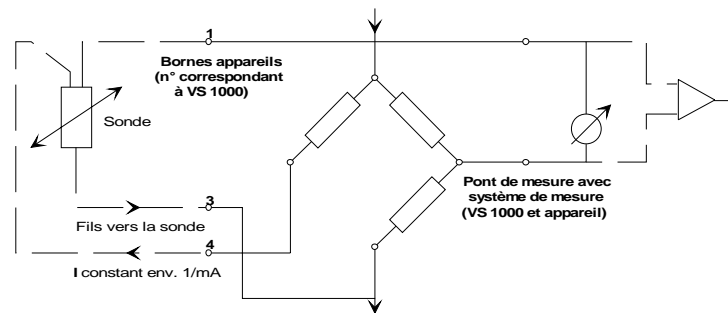 1
Bornes appareils
(n° correspondant
à VS 1000)
Sonde
3
Fils vers la sonde
4
I constant env. 1/mA
Pont de mesure avec
système de mesure
(VS 1000 et appareil)